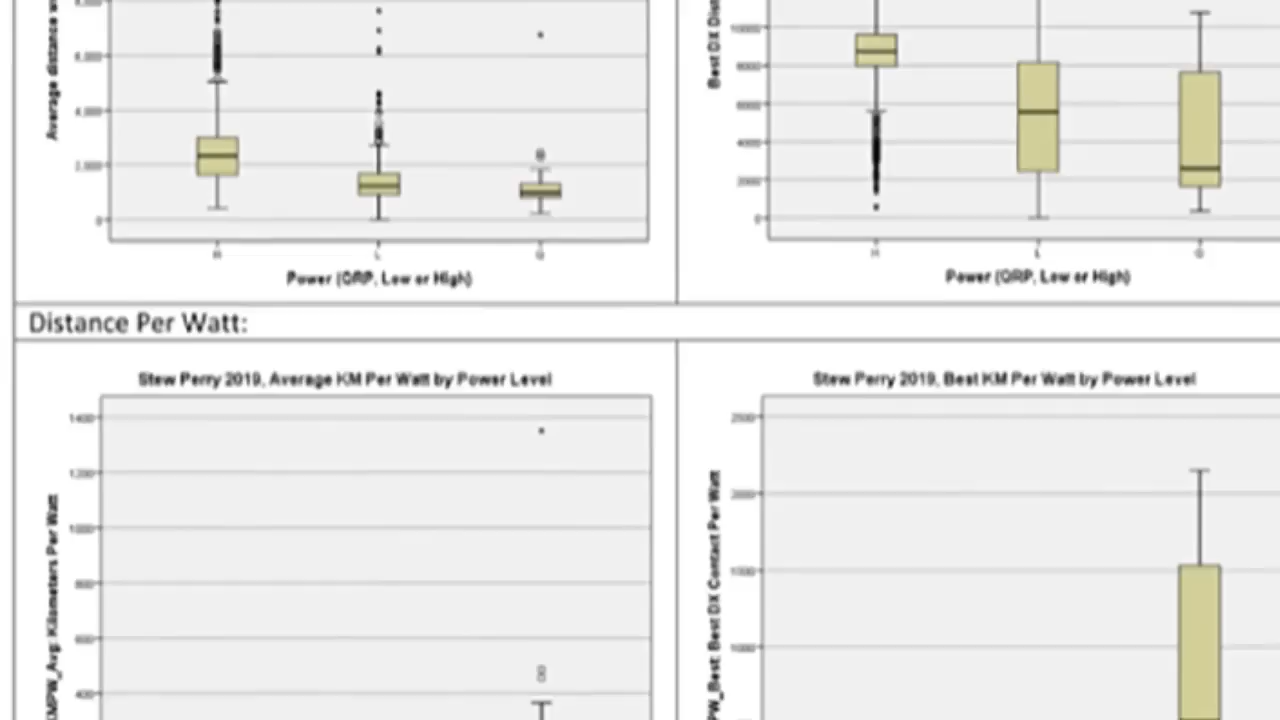 Average distance
6,000
4,000
2,000
0
H
L
Q
Power (QRP, Low or High)
Best DX
10000
8000
6000
4000
2000
0
H
L
Q
Power (QRP, Low or High)
Distance Per Watt:
Stew Perry 2019, Average KM Per Watt by Power Level
KMPW_Avg: Kilometers Per Watt
1400
1200
1000
800
600
400
Stew Perry 2019, Best KM Per Watt by Power Level
PW_Best: Best DX Contact Per Watt
2500
2000
1500
1000